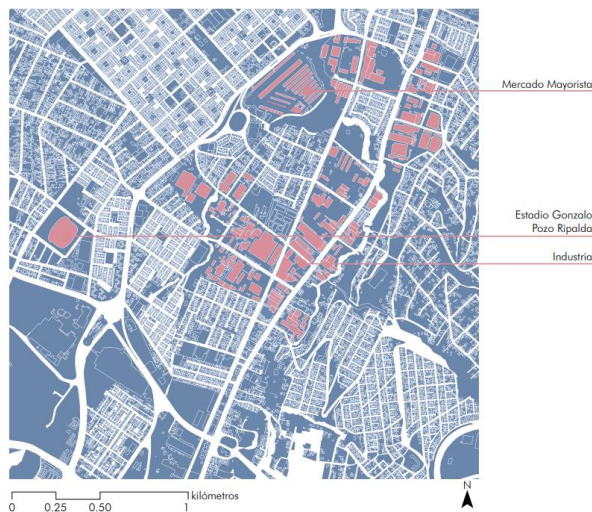 Mercado Mayorista
Estadio Gonzalo
Pozo Ripalda
Industria
kilómetros
0 0.25 0.50 1
N